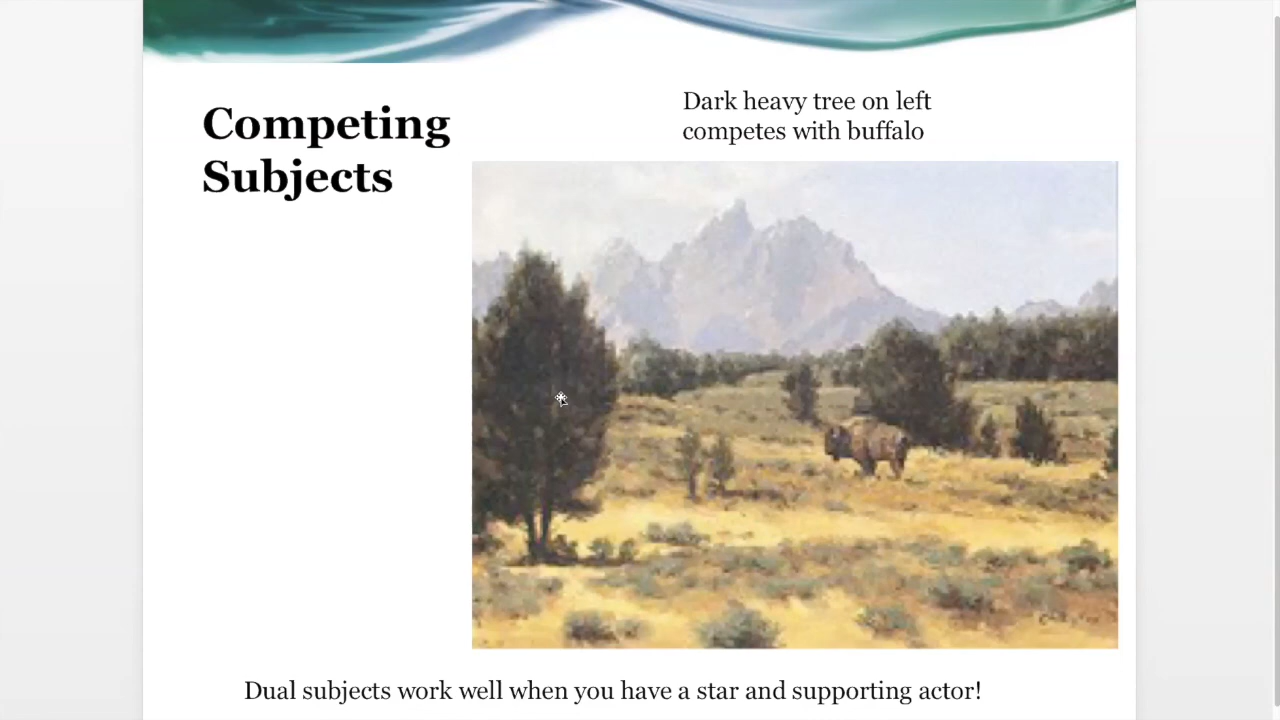 Competing
Subjects
Dark heavy tree on left
competes with buffalo
Dual subjects work well when you have a star and supporting actor!